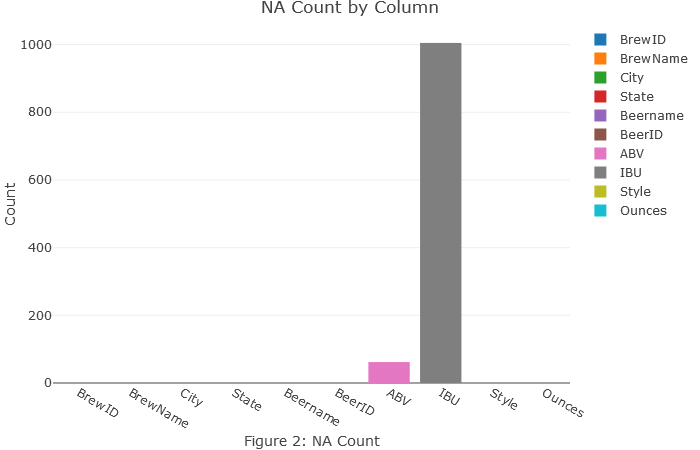 NA Count by Column
Count
1000
800
600
400
200
0
BrewID
BrewName
City
State
Beername
BeerID
ABV
IBU
Style
Ounces
Figure 2: NA Count
BrewID
BrewName
City
State
Beername
BeerID
ABV
IBU
Style
Ounces